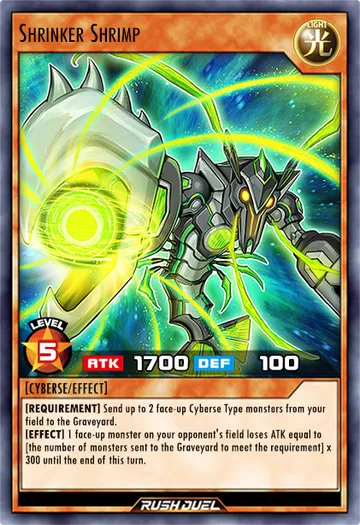 Shrinker Shrimp
LIGHT
光
LEVEL
5
ATK 1700 DEF 100
[CYBERSE/EFFECT]
[REQUIREMENT] Send up to 2 face-up Cyberse Type monsters from your
field to the Graveyard.
[EFFECT] 1 face-up monster on your opponent's field loses ATK equal to
[the number of monsters sent to the Graveyard to meet the requirement] x
300 until the end of this turn.
RUSH DUEL